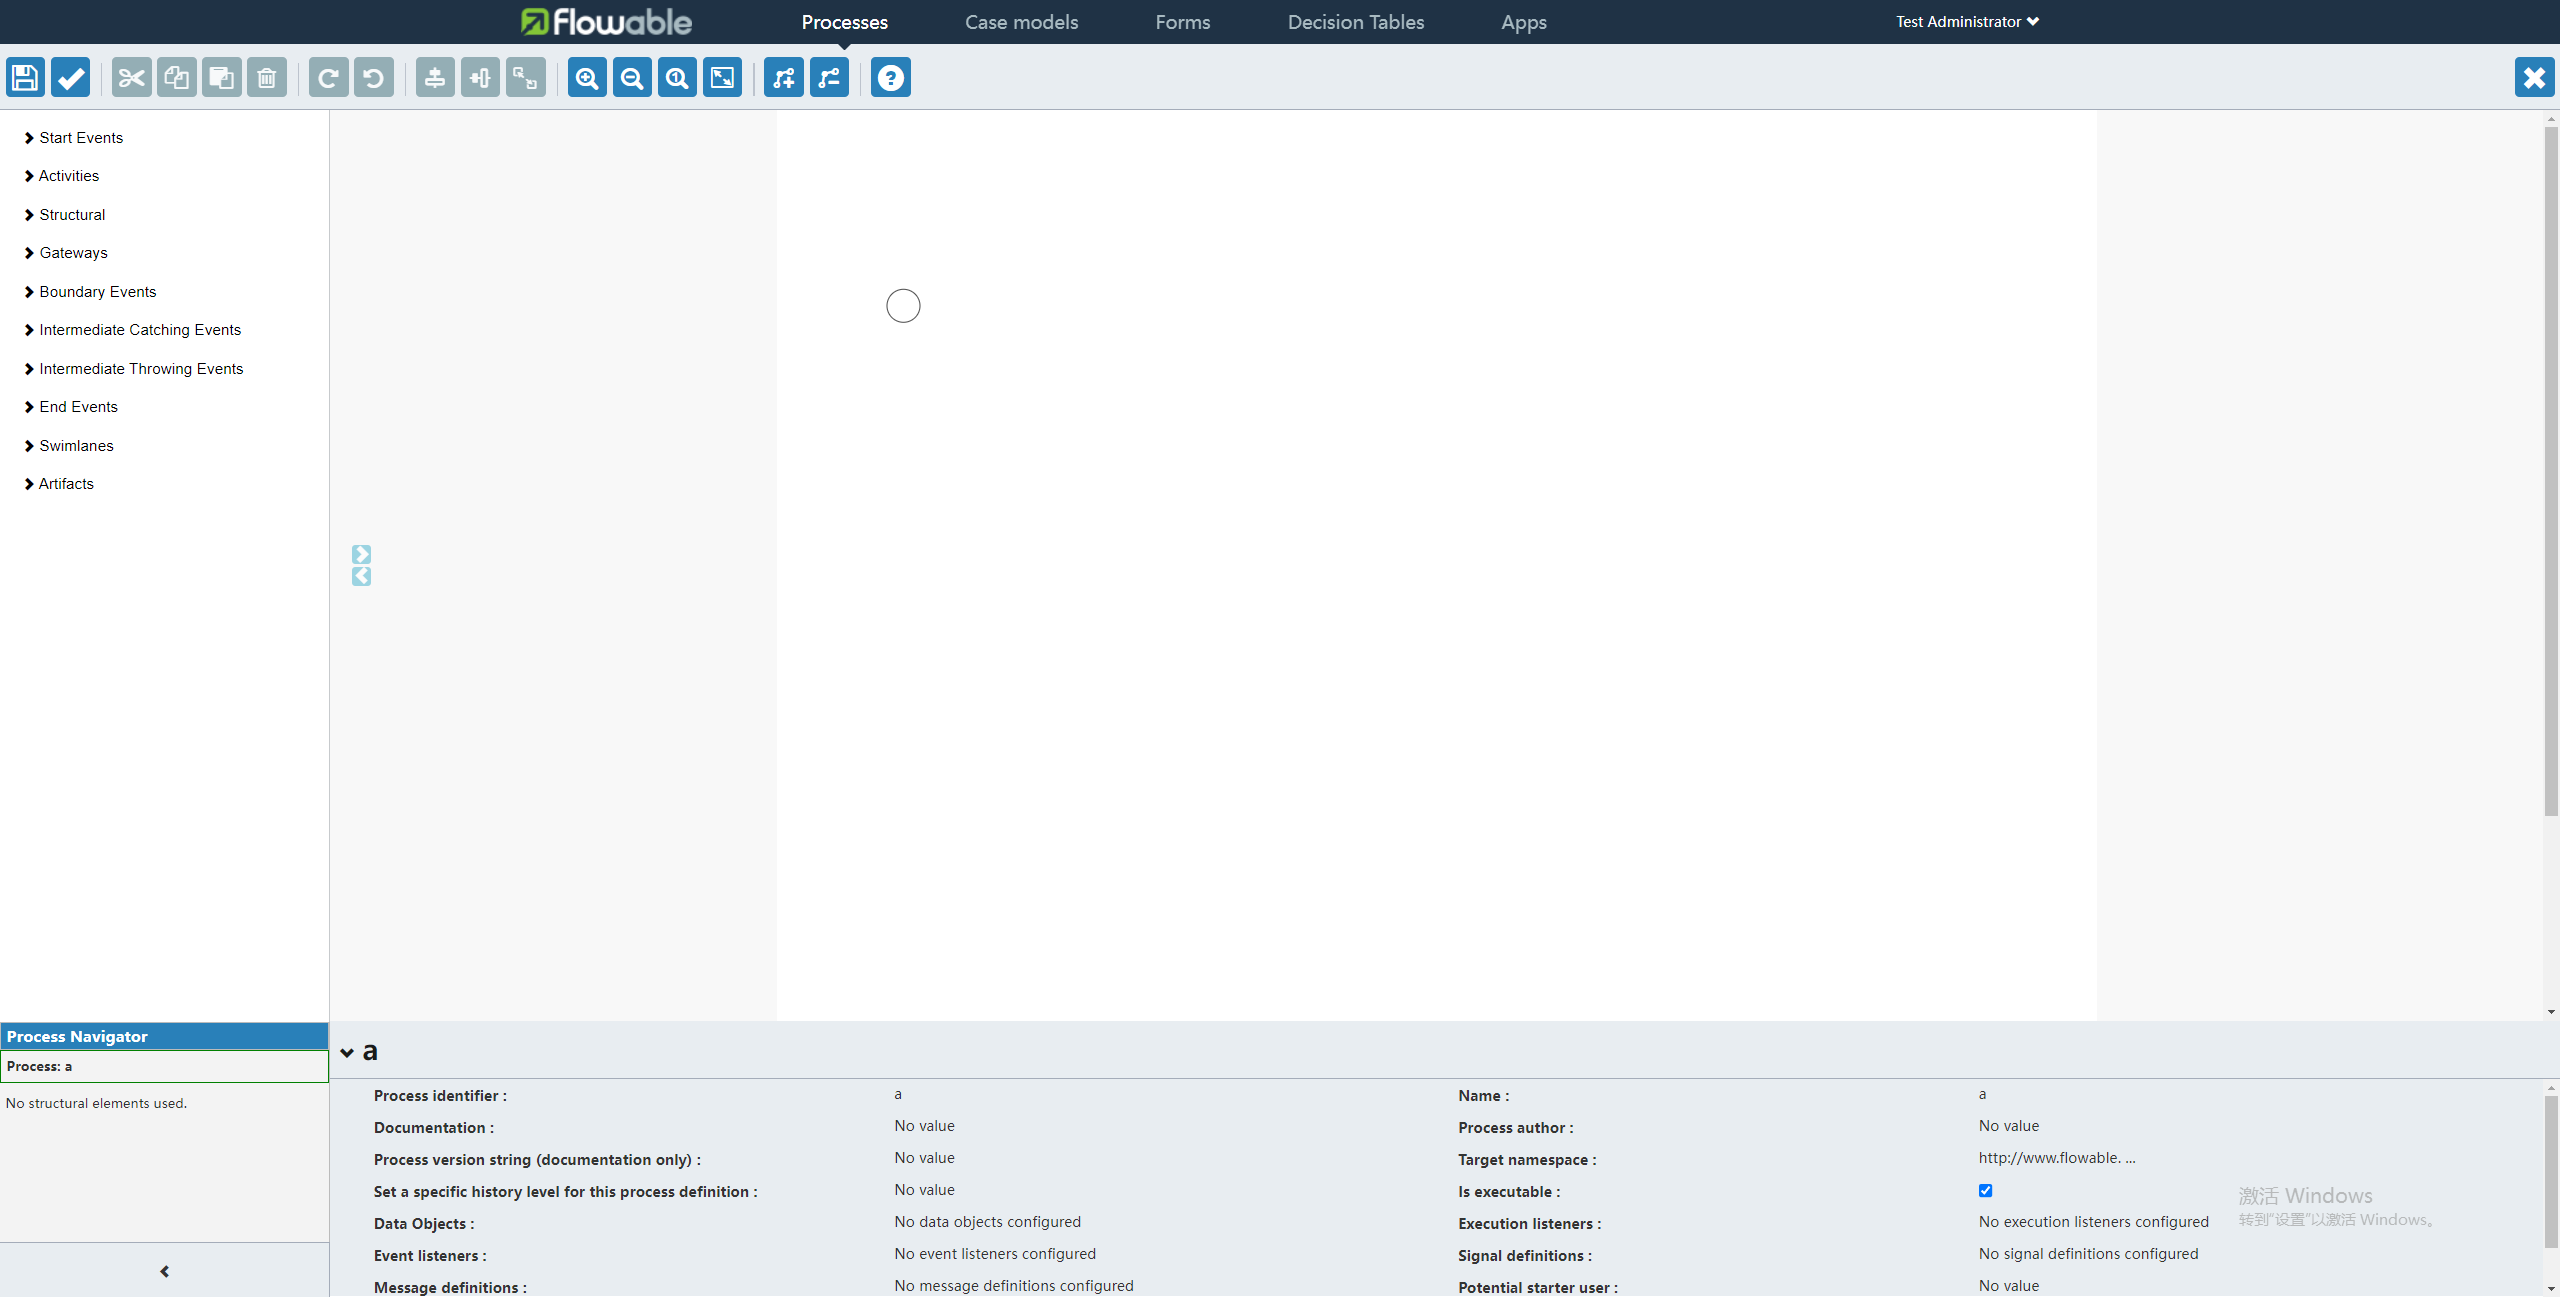 flowable Processes Case models Forms Decision Tables Apps Test Administrator
Start Events
Activities
Structural
Gateways
Boundary Events
Intermediate Catching Events
Intermediate Throwing Events
End Events
Swimlanes
Artifacts
Process Navigator
Process: a
No structural elements used.
a
Process identifier : a Name : a
Documentation : No value Process author : No value
Process version string (documentation only) : No value Target namespace : http://www.flowable. ...
Set a specific history level for this process definition : No value Is executable :
Data Objects : No data objects configured Execution listeners : No execution listeners configured
Event listeners : No event listeners configured Signal definitions : No signal definitions configured
Message definitions : No message definitions configured Potential starter user : No value
激活 Windows
转到"设置"以激活 Windows。